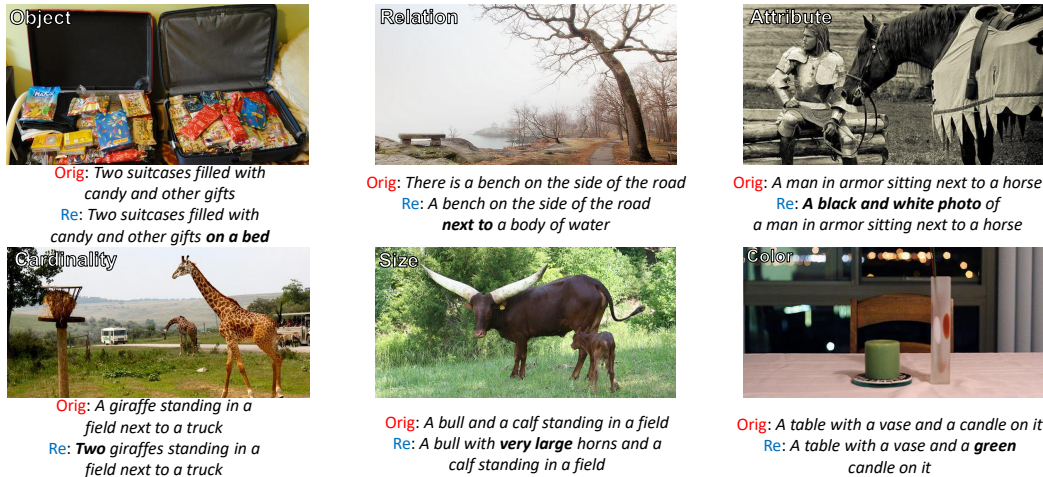 Object
Orig: Two suitcases filled with
candy and other gifts
Re: Two suitcases filled with
candy and other gifts on a bed
Relation
Orig: There is a bench on the side of the road
Re: A bench on the side of the road
next to a body of water
Attribute
Orig: A man in armor sitting next to a horse
Re: A black and white photo of
a man in armor sitting next to a horse
Cardinality
Orig: A giraffe standing in a
field next to a truck
Re: Two giraffes standing in a
field next to a truck
Size
Orig: A bull and a calf standing in a field
Re: A bull with very large horns and a
calf standing in a field
Color
Orig: A table with a vase and a candle on it
Re: A table with a vase and a green
candle on it